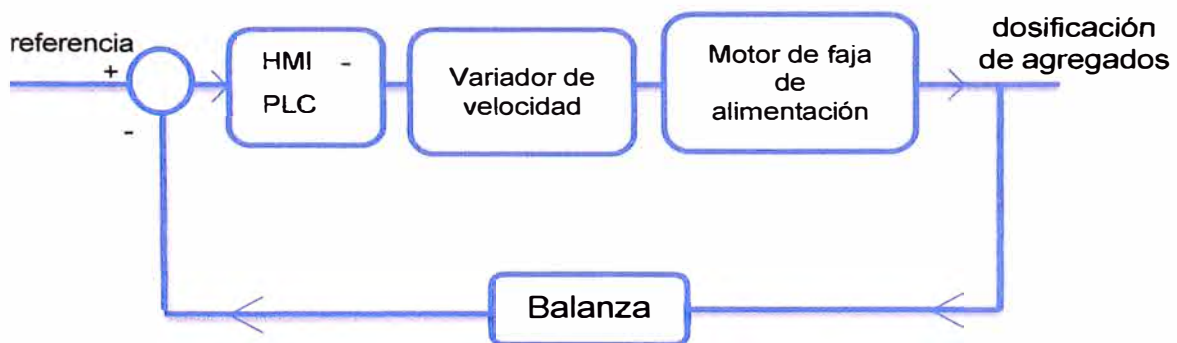 dosificación
de agregados
referencia
+
-
HMI -
PLC
Variador de
velocidad
Motor de faja
de
alimentación
Balanza